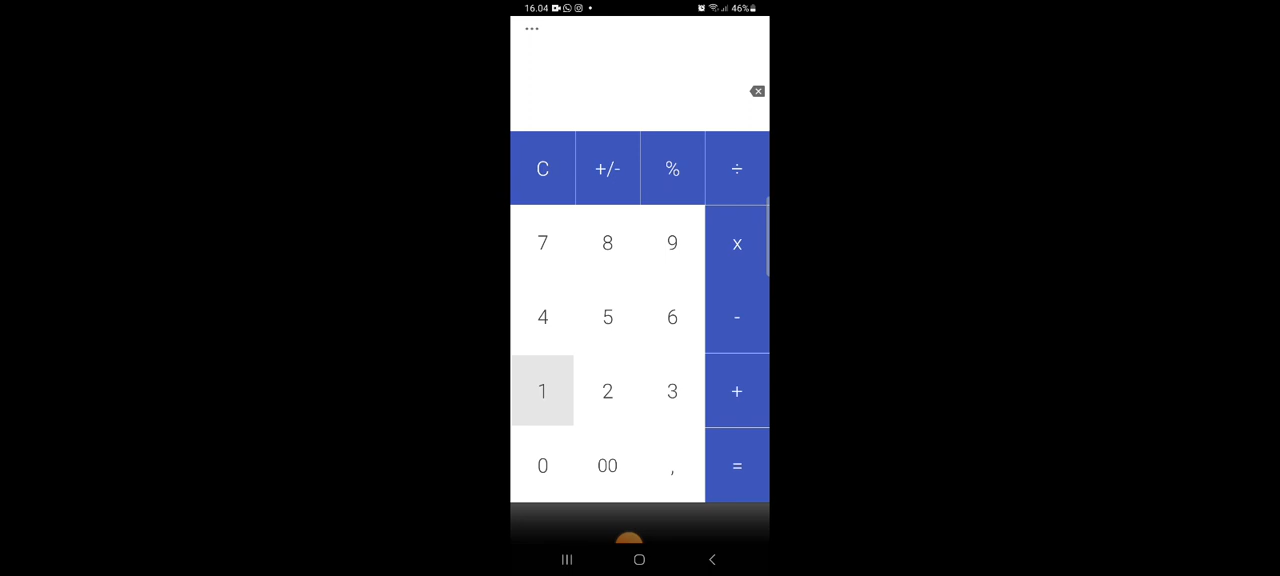 16.04 46%
...
C +/- % ÷
7 8 9 x
4 5 6 -
1 2 3 +
0 00 , =